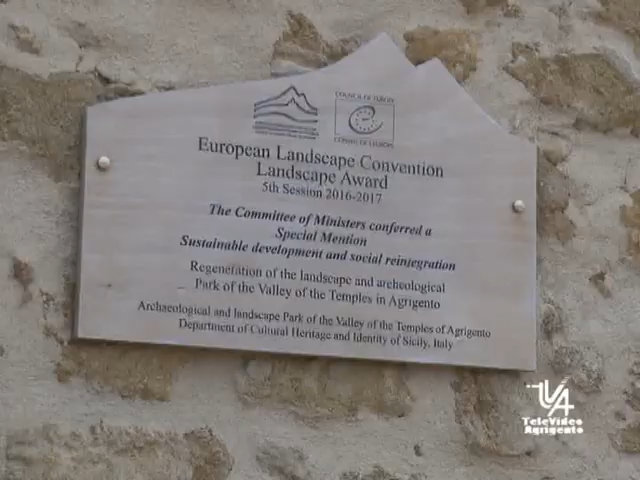 COUNCIL OF EUROPE
CONSEIL DE L'EUROPE
European Landscape Convention
Landscape Award
5th Session 2016-2017
The Committee of Ministers conferred a
Special Mention
Sustainable development and social reintegration
Regeneration of the landscape and archeological
Park of the Valley of the Temples in Agrigento
Archaeological and landscape Park of the Valley of the Temples of Agrigento
Department of Cultural Heritage and Identity of Sicily, Italy
TVA
TeleVideo
Agrigento